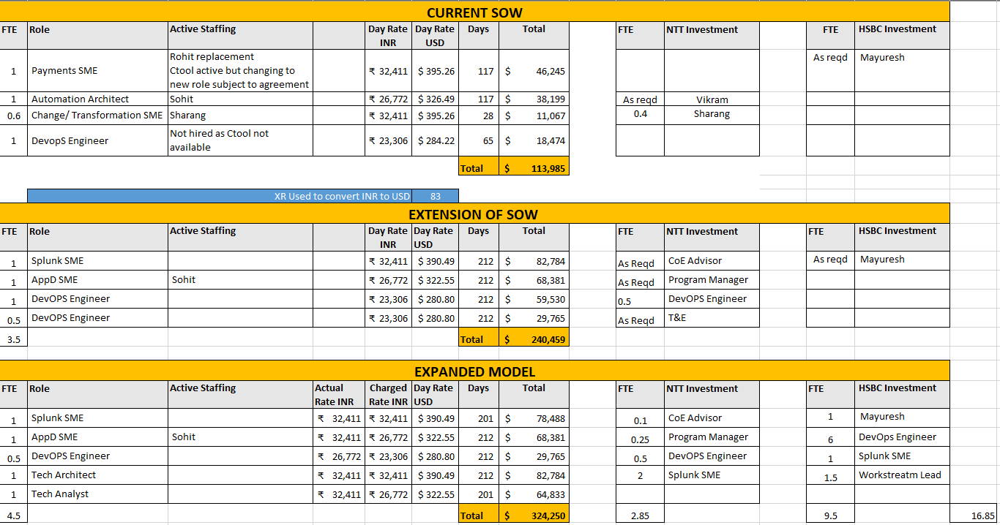 CURRENT SOW
FTE Role Active Staffing Day Rate INR Day Rate USD Days Total FTE NTT Investment FTE HSBC Investment
1 Payments SME Rohit replacement Ctool active but changing to new role subject to agreement ₹ 32,411 $ 395.26 117 $ 46,245 As reqd Mayuresh
1 Automation Architect Sohit ₹ 26,772 $ 326.49 117 $ 38,199 As reqd Vikram
0.6 Change/ Transformation SME Sharang ₹ 32,411 $ 395.26 28 $ 11,067 0.4 Sharang
1 DevopS Engineer Not hired as Ctool not available ₹ 23,306 $ 284.22 65 $ 18,474
Total $ 113,985
XR Used to convert INR to USD 83
EXTENSION OF SOW
FTE Role Active Staffing Day Rate INR Day Rate USD Days Total FTE NTT Investment FTE HSBC Investment
1 Splunk SME ₹ 32,411 $ 390.49 212 $ 82,784 As Reqd CoE Advisor As reqd Mayuresh
1 AppD SME Sohit ₹ 26,772 $ 322.55 212 $ 68,381 As Reqd Program Manager
1 DevOPS Engineer ₹ 23,306 $ 280.80 212 $ 59,530 0.5 DevOPS Engineer
0.5 DevOPS Engineer ₹ 23,306 $ 280.80 212 $ 29,765 As Reqd T&E
3.5 Total $ 240,459
EXPANDED MODEL
FTE Role Active Staffing Actual Rate INR Charged Rate INR Day Rate USD Days Total FTE NTT Investment FTE HSBC Investment
1 Splunk SME ₹ 32,411 ₹ 32,411 $ 390.49 201 $ 78,488 0.1 CoE Advisor 1 Mayuresh
1 AppD SME Sohit ₹ 32,411 ₹ 26,772 $ 322.55 212 $ 68,381 0.25 Program Manager 6 DevOps Engineer
0.5 DevOPS Engineer ₹ 26,772 ₹ 23,306 $ 280.80 212 $ 29,765 0.5 DevOPS Engineer 1 Splunk SME
1 Tech Architect ₹ 32,411 ₹ 32,411 $ 390.49 212 $ 82,784 2 Splunk SME 1.5 Workstreatm Lead
1 Tech Analyst ₹ 32,411 ₹ 26,772 $ 322.55 201 $ 64,833
4.5 Total $ 324,250 2.85 9.5 16.85